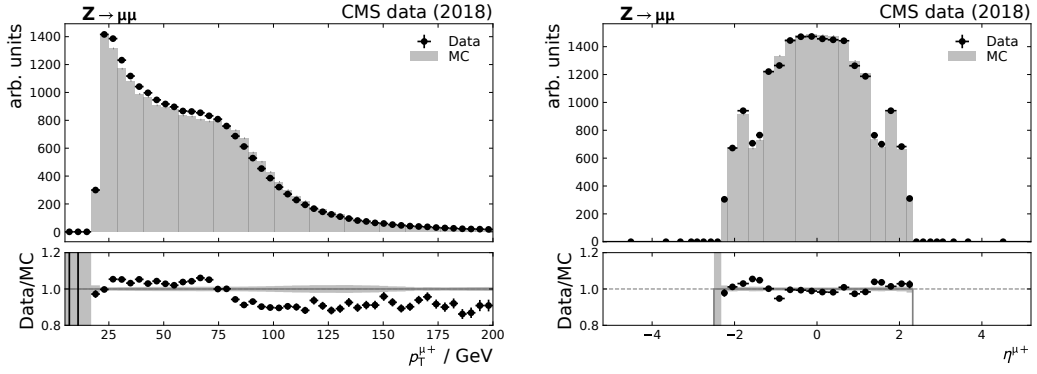 Z → μμ CMS data (2018)
arb. units
1400
1200
1000
800
600
400
200
0
Data
MC
Data/MC
1.2
1.0
0.8
25 50 75 100 125 150 175 200
p_T^μ+ / GeV
Z → μμ CMS data (2018)
arb. units
1400
1200
1000
800
600
400
200
0
Data
MC
Data/MC
1.2
1.0
0.8
−4 −2 0 2 4
η^μ+